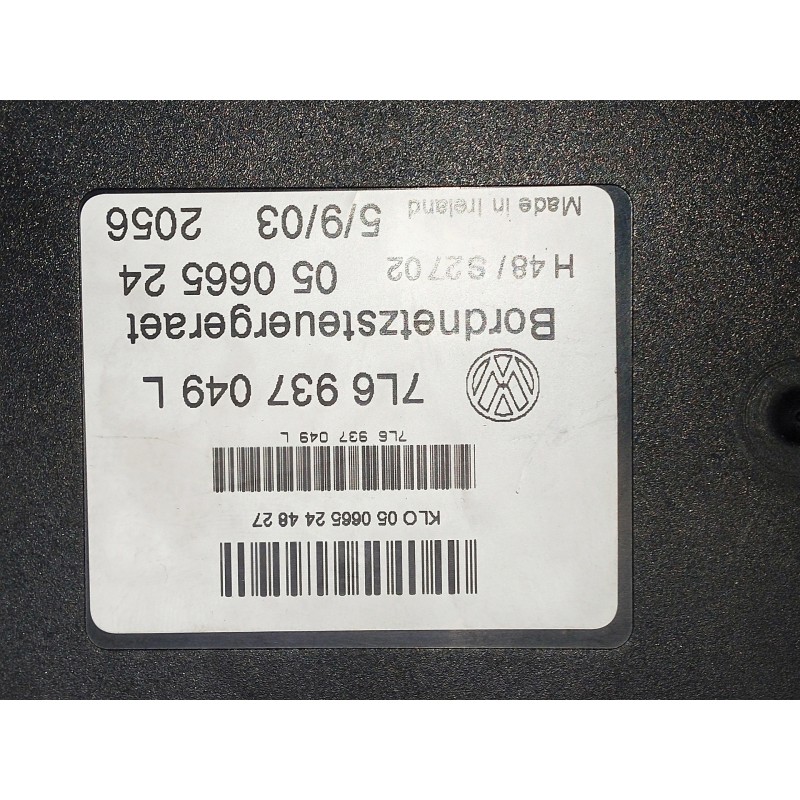 KLO 05 0665 24 48 27
7L6 937 049 L
7L6 937 049 L
Bordnetzsteuergeraet
H 48 / S2702 05 0665 24
Made in Ireland 5/9/03 2056